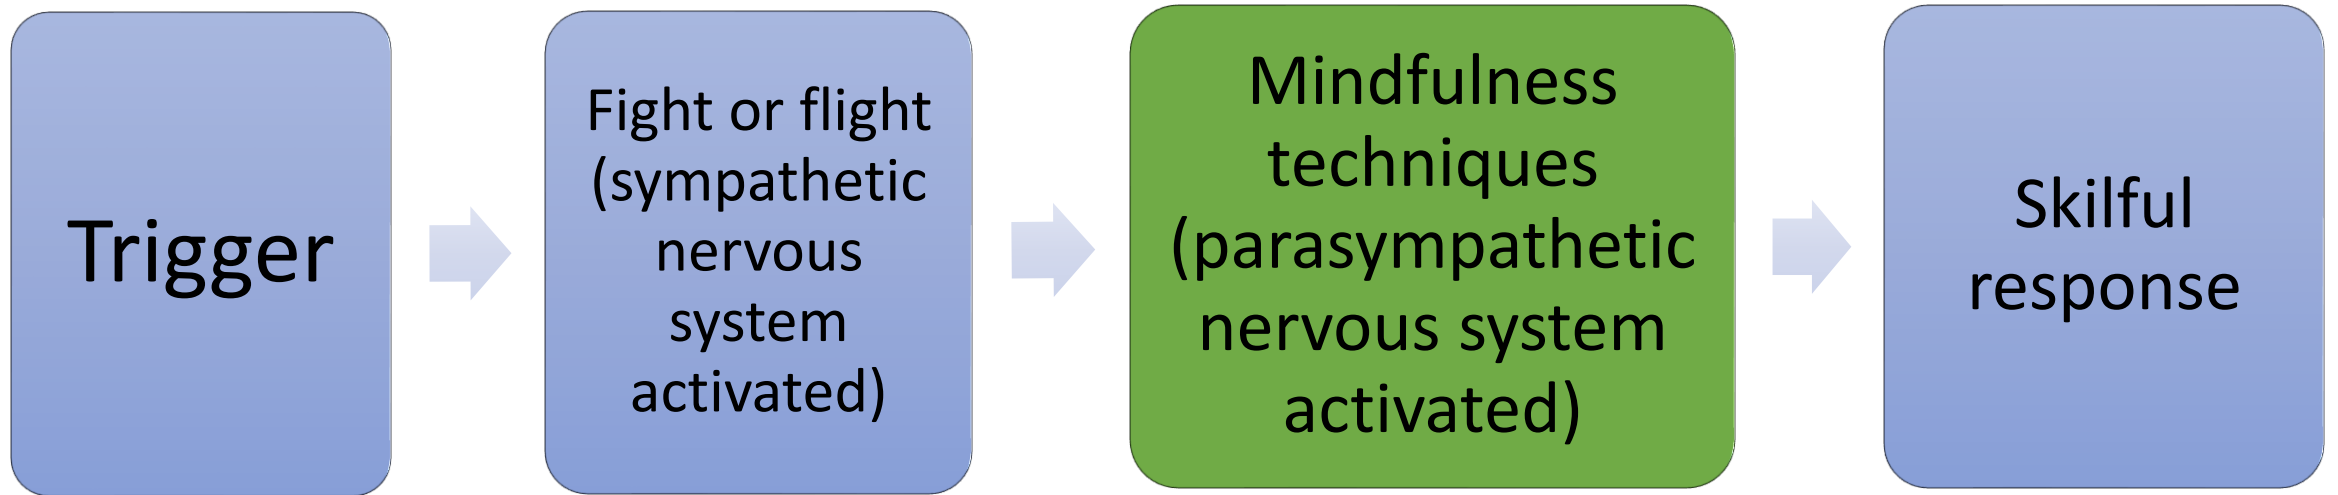 Trigger
Fight or flight
(sympathetic
nervous
system
activated)
Mindfulness
techniques
(parasympathetic
nervous system
activated)
Skilful
response